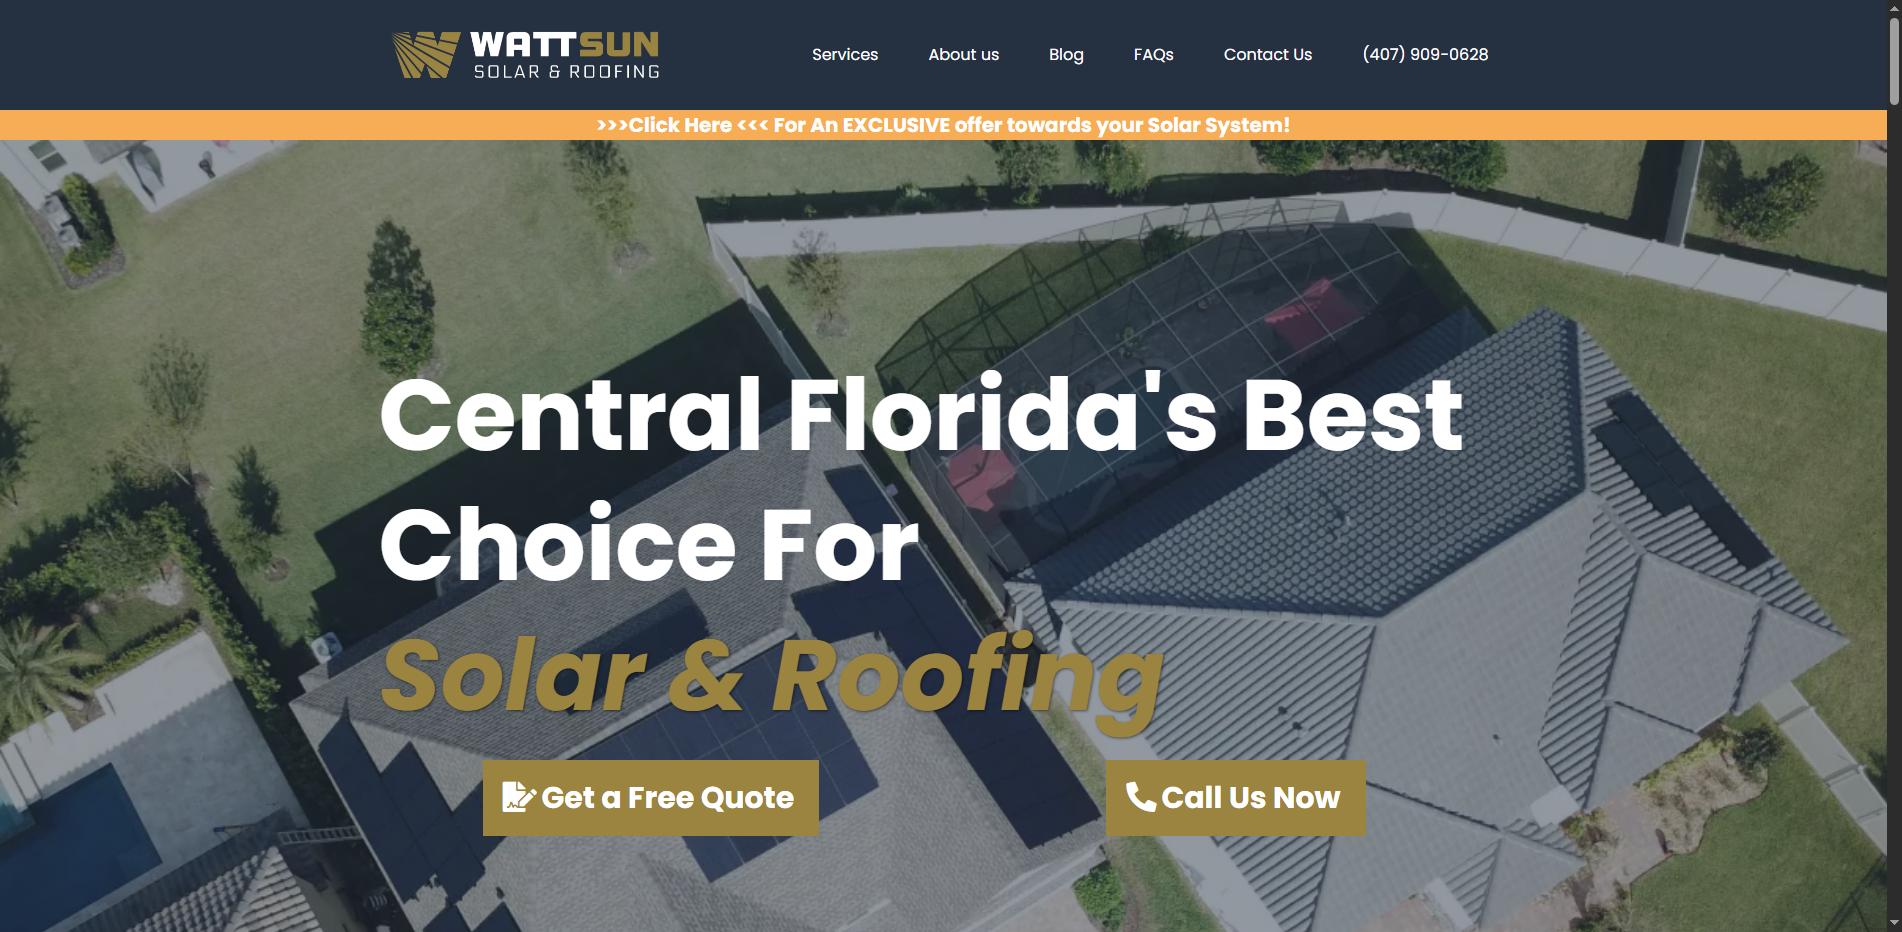 WATTSUN
SOLAR & ROOFING
Services
About us
Blog
FAQs
Contact Us
(407) 909-0628
>>>Click Here <<< For An EXCLUSIVE offer towards your Solar System!
Central Florida's Best
Choice For
Solar & Roofing
Get a Free Quote
Call Us Now